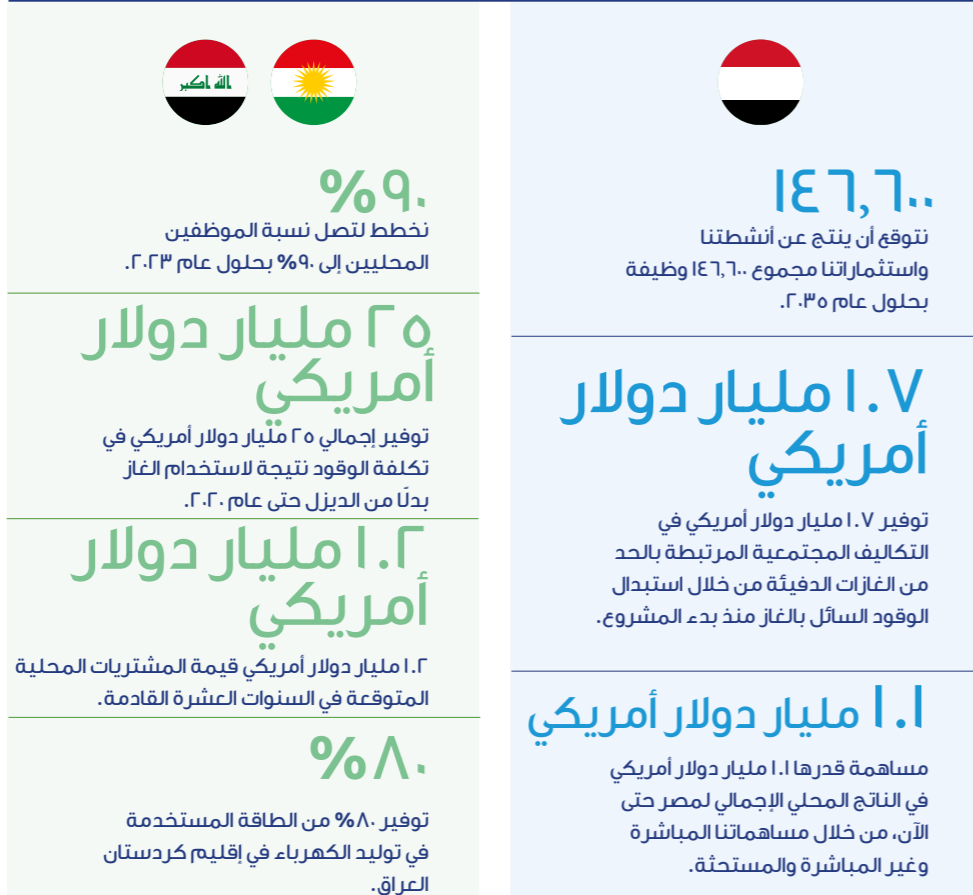 ١٤٦,٦٠٠
نتوقع أن ينتج عن أنشطتنا
واستثماراتنا مجموع ١٤٦,٦٠٠ وظيفة
بحلول عام ٢٠٣٥.
١.٧ مليار دولار
أمريكي
توفير ١.٧ مليار دولار أمريكي في
التكاليف المجتمعية المرتبطة بالحد
من الغازات الدفيئة من خلال استبدال
الوقود السائل بالغاز منذ بدء المشروع.
١.١ مليار دولار أمريكي
مساهمة قدرها ١.١ مليار دولار أمريكي
في الناتج المحلي الإجمالي لمصر حتى
الآن، من خلال مساهماتنا المباشرة
وغير المباشرة والمستحثة.
الله اكبر
٩٠%
نخطط لتصل نسبة الموظفين
المحليين إلى ٩٠% بحلول عام ٢٠٢٣.
٢٥ مليار دولار
أمريكي
توفير إجمالي ٢٥ مليار دولار أمريكي في
تكلفة الوقود نتيجة لاستخدام الغاز
بدلًا من الديزل حتى عام ٢٠٢٠.
١.٢ مليار دولار
أمريكي
١.٢ مليار دولار أمريكي قيمة المشتريات المحلية
المتوقعة في السنوات العشرة القادمة.
٨٠%
توفير ٨٠% من الطاقة المستخدمة
في توليد الكهرباء في إقليم كردستان
العراق.